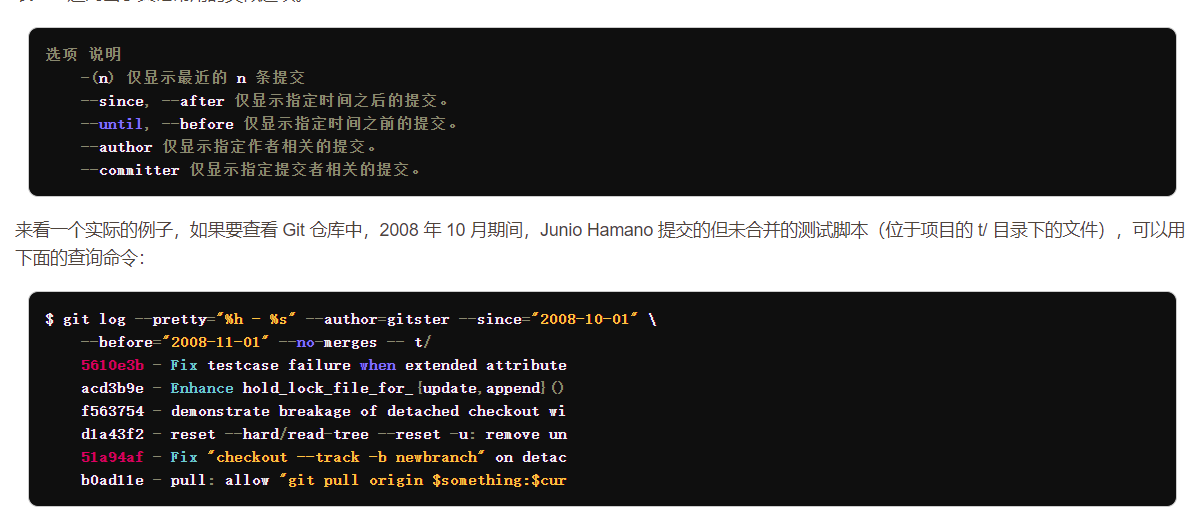 选项 说明
-(n) 仅显示最近的 n 条提交
--since, --after 仅显示指定时间之后的提交。
--until, --before 仅显示指定时间之前的提交。
--author 仅显示指定作者相关的提交。
--committer 仅显示指定提交者相关的提交。
来看一个实际的例子，如果要查看 Git 仓库中，2008 年 10 月期间，Junio Hamano 提交的但未合并的测试脚本（位于项目的 t/ 目录下的文件），可以用
下面的查询命令：
$ git log --pretty="%h - %s" --author=gitster --since="2008-10-01" \
--before="2008-11-01" --no-merges -- t/
5610e3b - Fix testcase failure when extended attribute
acd3b9e - Enhance hold_lock_file_for_{update,append}()
f563754 - demonstrate breakage of detached checkout wi
d1a43f2 - reset --hard/read-tree --reset -u: remove un
51a94af - Fix "checkout --track -b newbranch" on detac
b0ad11e - pull: allow "git pull origin $something:$cur